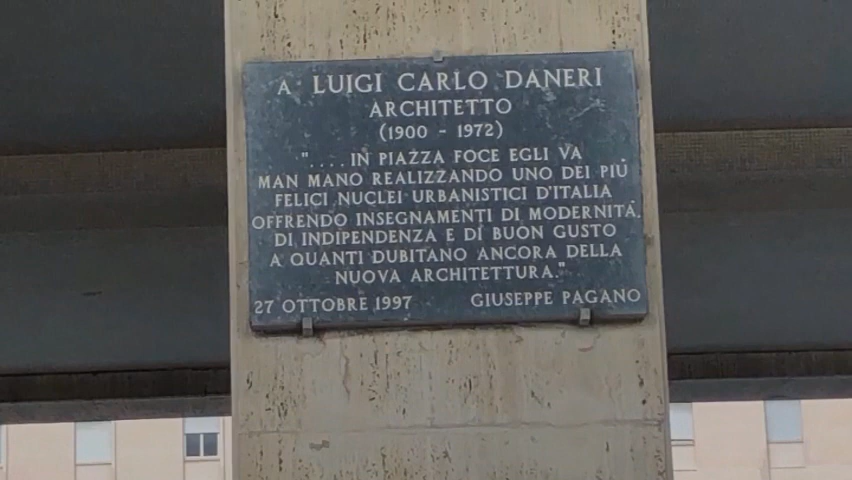 A LUIGI CARLO DANERI
ARCHITETTO
(1900 - 1972)
"....IN PIAZZA FOCE EGLI VA
MAN MANO REALIZZANDO UNO DEI PIÙ
FELICI NUCLEI URBANISTICI D'ITALIA
OFFRENDO INSEGNAMENTI DI MODERNITÁ.
DI INDIPENDENZA E DI BUON GUSTO
A QUANTI DUBITANO ANCORA DELLA
NUOVA ARCHITETTURA."
27 OTTOBRE 1997 GIUSEPPE PAGANO